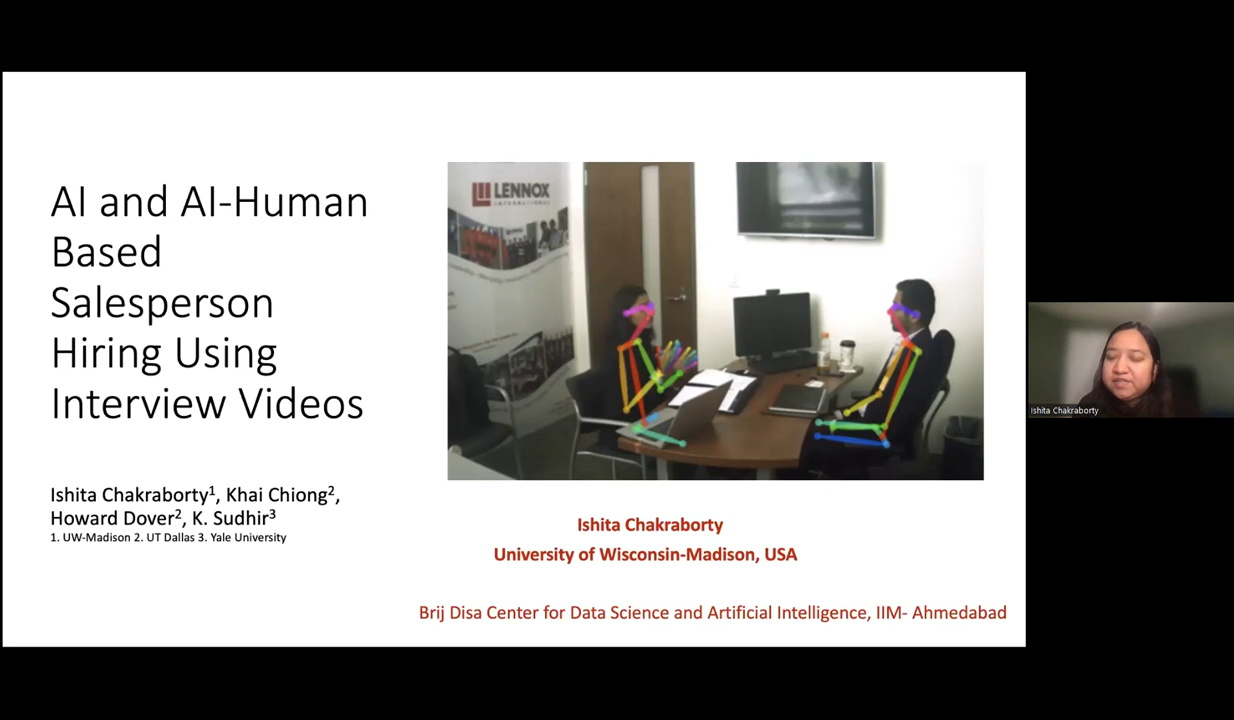 AI and AI-Human
Based
Salesperson
Hiring Using
Interview Videos
Ishita Chakraborty1, Khai Chiong2,
Howard Dover2, K. Sudhir3
1. UW-Madison 2. UT Dallas 3. Yale University
LENNOX
INTERNATIONAL
Ishita Chakraborty
University of Wisconsin-Madison, USA
Brij Disa Center for Data Science and Artificial Intelligence, IIM- Ahmedabad
Ishita Chakraborty